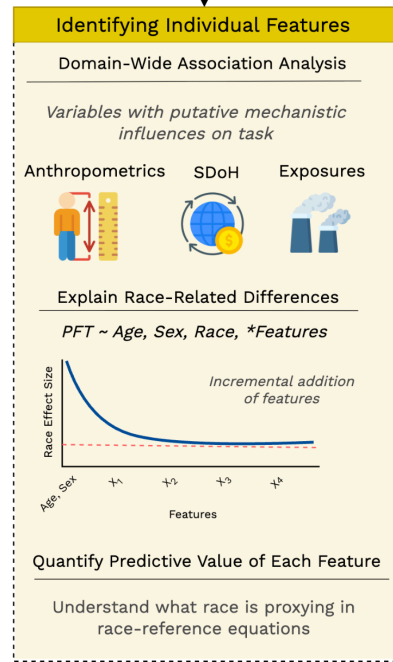 Identifying Individual Features
Domain-Wide Association Analysis
Variables with putative mechanistic
influences on task
Anthropometrics SDoH Exposures
$
Explain Race-Related Differences
PFT ~ Age, Sex, Race, *Features
Incremental addition
of features
Race Effect Size
Age, Sex X1 X2 X3 X4
Features
Quantify Predictive Value of Each Feature
Understand what race is proxying in
race-reference equations